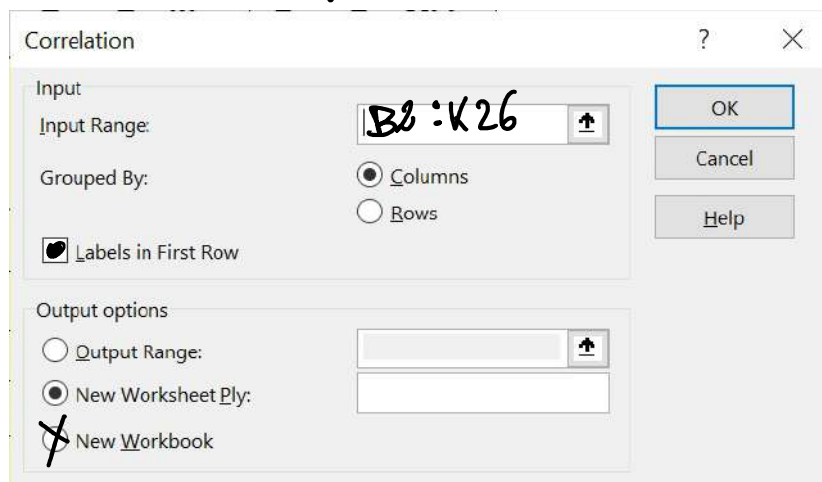 Correlation ?
Input
Input Range: B2:K26
OK
Grouped By: Columns
Cancel
Rows
Help
Labels in First Row
Output options
Output Range:
New Worksheet Ply:
New Workbook